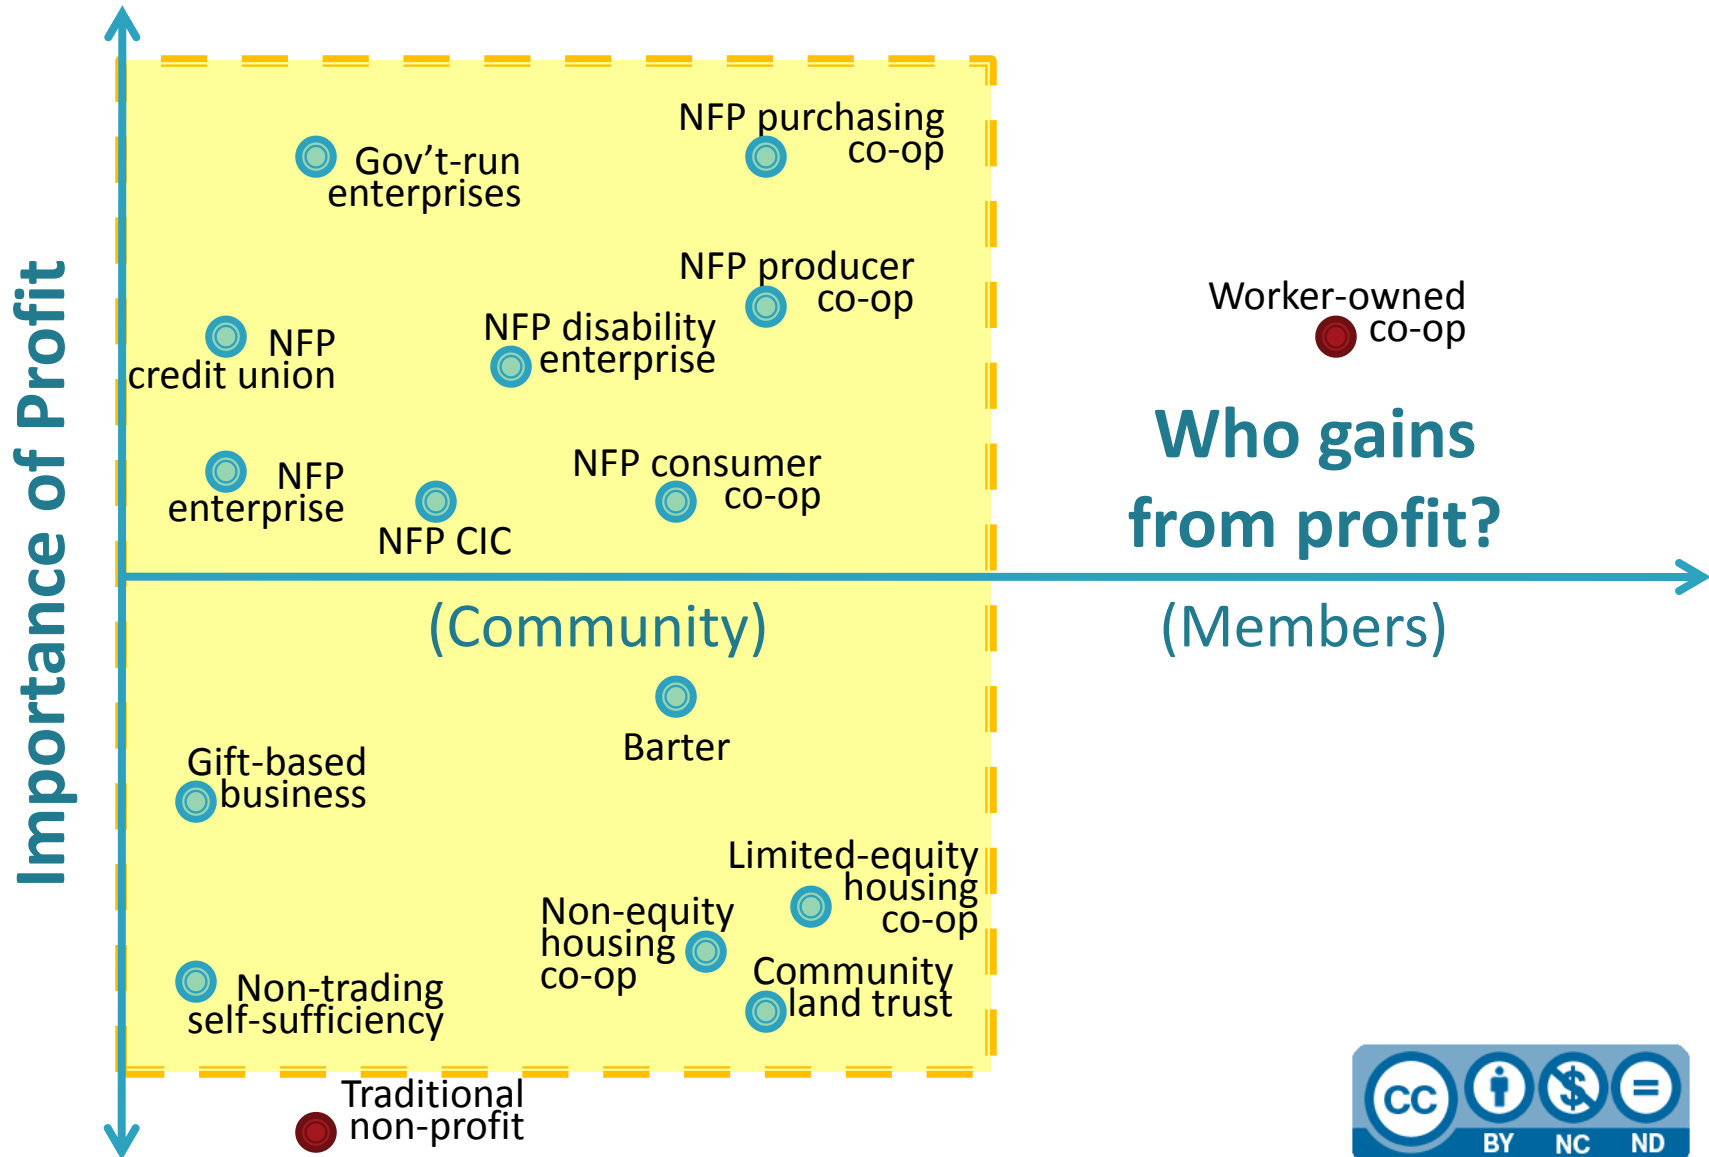 Importance of Profit
NFP purchasing
co-op
Gov't-run
enterprises
NFP producer
co-op
Worker-owned
co-op
NFP disability
enterprise
NFP
credit union
Who gains
from profit?
NFP consumer
co-op
NFP
enterprise
NFP CIC
(Community)
(Members)
Barter
Gift-based
business
Limited-equity
housing
co-op
Non-equity
housing
co-op
Community
land trust
Non-trading
self-sufficiency
Traditional
non-profit
CC
BY NC ND